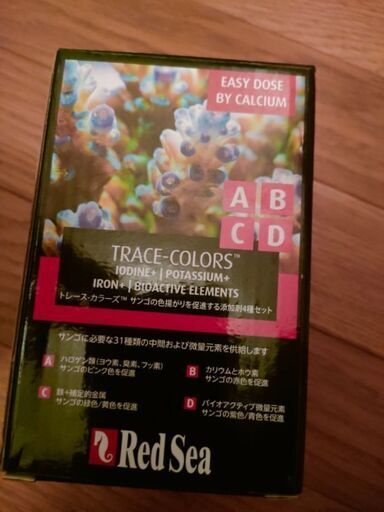 EASY DOSE
BY CALCIUM
A B
C D
TRACE-COLORS™
IODINE+ | POTASSIUM+
IRON+ | BIOACTIVE ELEMENTS
トレース-カラーズ™ サンゴの色揚がりを促進する添加剤4種セット
サンゴに必要な31種類の中間および微量元素を供給します
A ハロゲン類(ヨウ素、臭素、フッ素)
サンゴのピンク色を促進
B カリウムとホウ素
サンゴの赤色を促進
C 鉄+補足的金属
サンゴの緑色/黄色を促進
D バイオアクティブ微量元素
サンゴの紫色/青色を促進
Red Sea